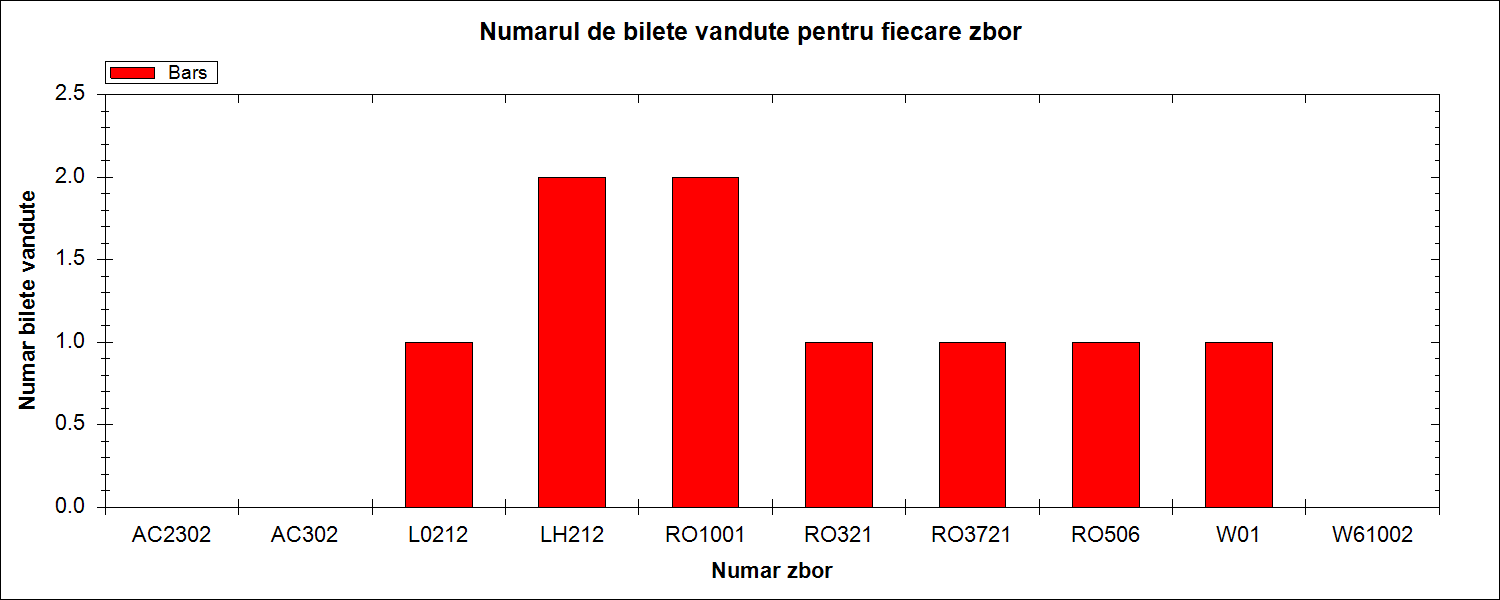 Numarul de bilete vandute pentru fiecare zbor
Bars
2.5
2.0
1.5
1.0
0.5
0.0
Numar bilete vandute
AC2302 AC302 L0212 LH212 RO1001 RO321 RO3721 RO506 W01 W61002
Numar zbor